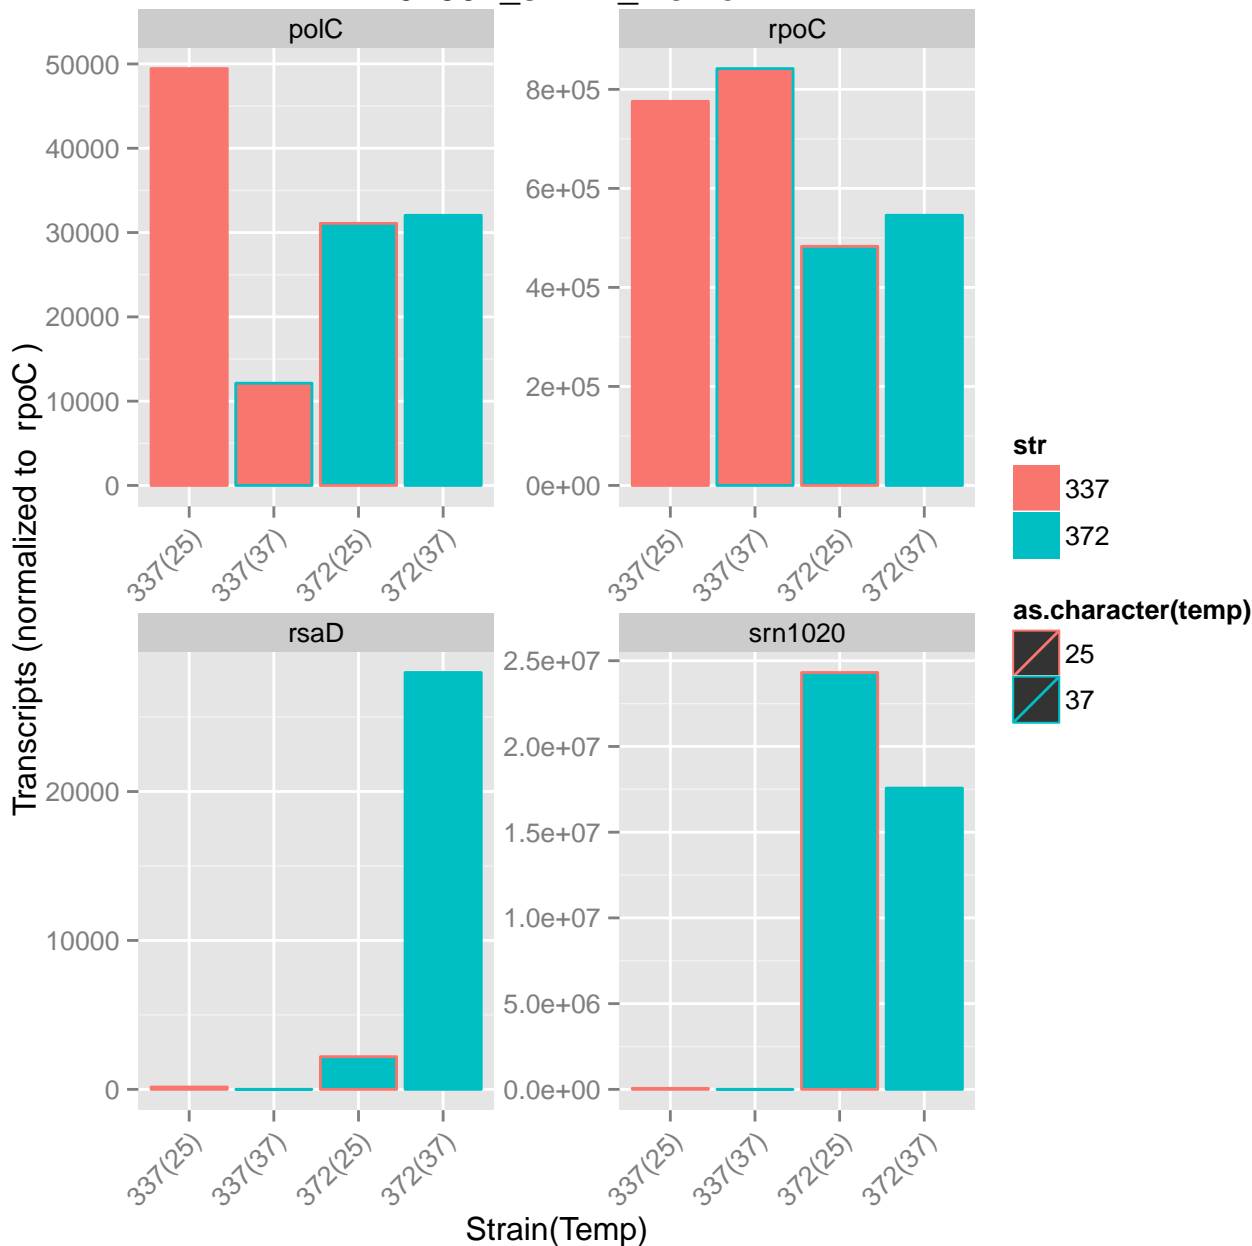 polC
rpoC
50000
40000
30000
20000
10000
0
8e+05
6e+05
4e+05
2e+05
0e+00
337(25)
337(37)
372(25)
372(37)
337(25)
337(37)
372(25)
372(37)
rsaD
srn1020
20000
10000
0
2.5e+07
2.0e+07
1.5e+07
1.0e+07
5.0e+06
0.0e+00
337(25)
337(37)
372(25)
372(37)
337(25)
337(37)
372(25)
372(37)
Transcripts (normalized to rpoC )
Strain(Temp)
str
337
372
as.character(temp)
25
37